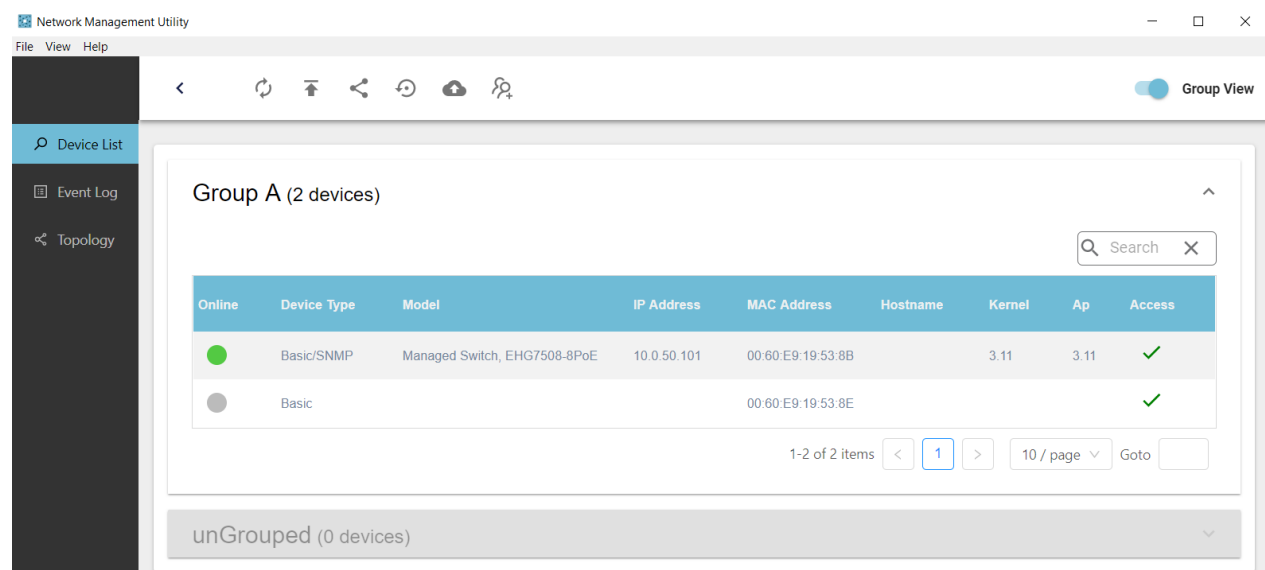 Network Management Utility
File View Help
Group View
Device List
Event Log
Topology
Group A (2 devices)
Search
Online Device Type Model IP Address MAC Address Hostname Kernel Ap Access
Basic/SNMP Managed Switch, EHG7508-8PoE 10.0.50.101 00:60:E9:19:53:8B 3.11 3.11
Basic 00:60:E9:19:53:8E
1-2 of 2 items < 1 > 10 / page Goto
unGrouped (0 devices)